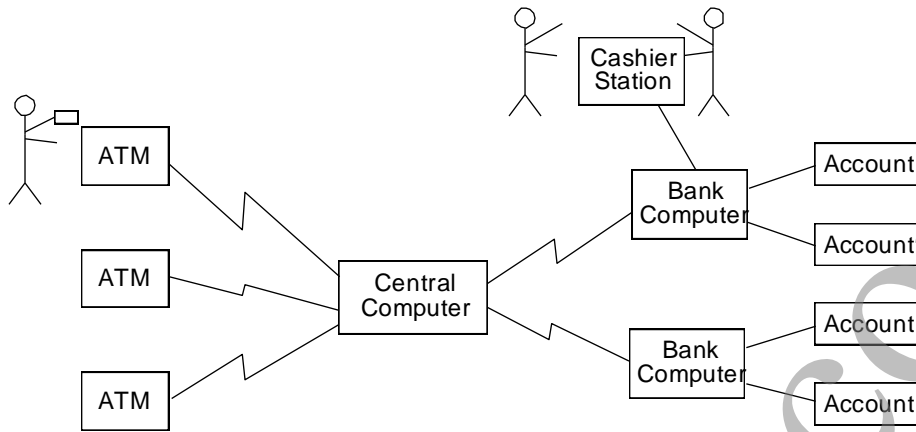 Cashier
Station
ATM
Account
Bank
Computer
Account
ATM
Central
Computer
Account
Bank
Computer
ATM
Account